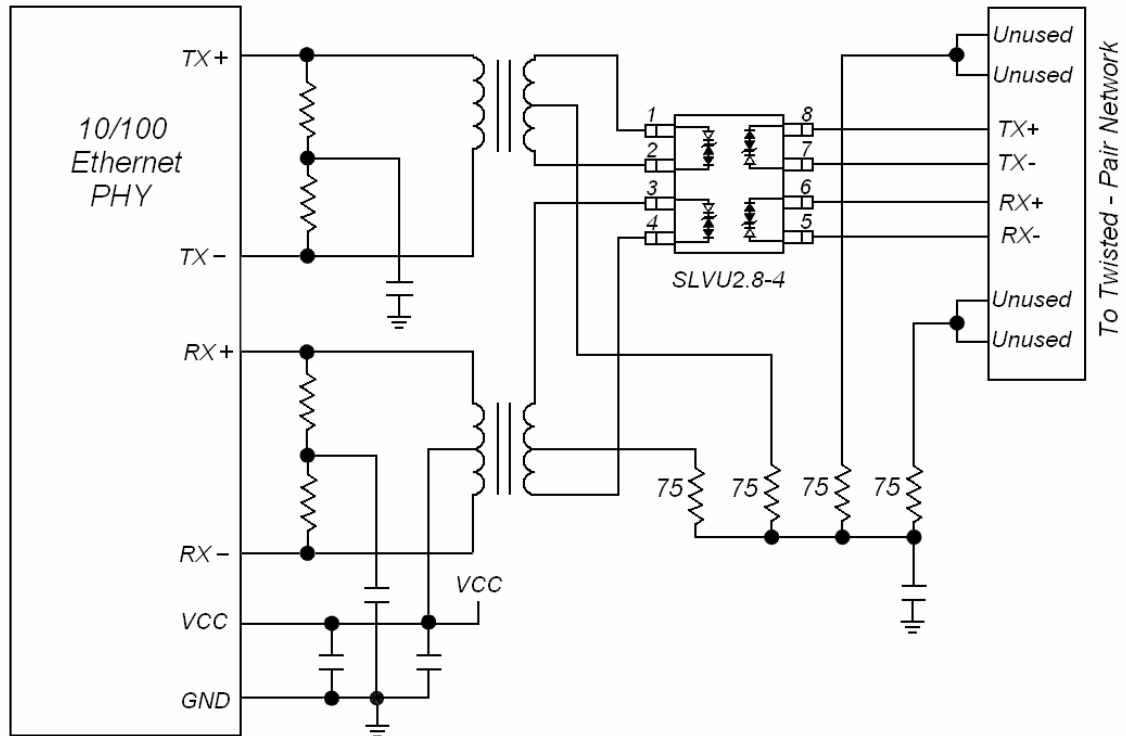 10/100
Ethernet
PHY
TX+
TX-
RX+
RX-
VCC
GND
VCC
1
2
3
4
8
7
6
5
SLVU2.8-4
75
75
75
75
Unused
Unused
TX+
TX-
RX+
RX-
Unused
Unused
To Twisted - Pair Network